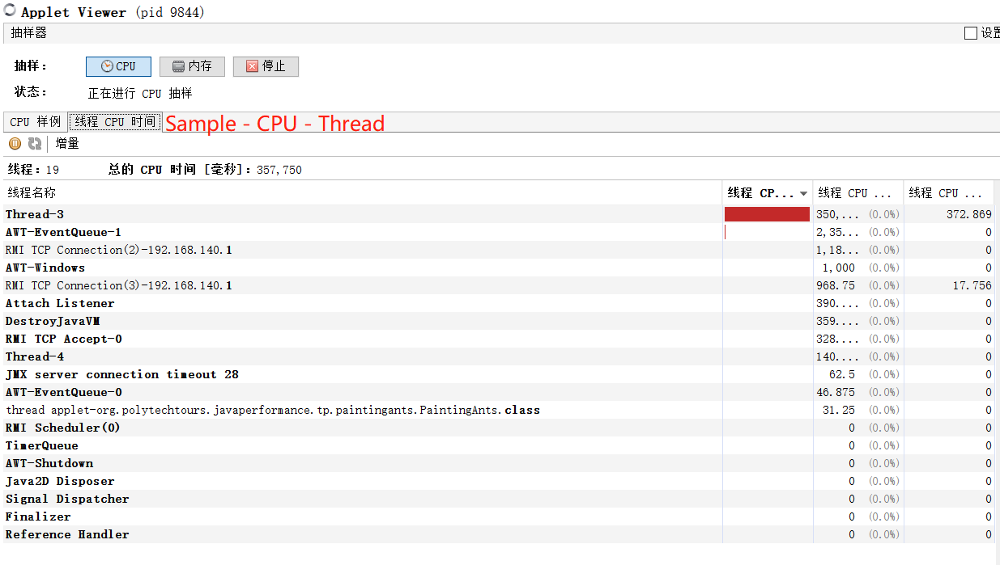 Applet Viewer (pid 9844)
抽样器 设置
抽样： CPU 内存 停止
状态： 正在进行 CPU 抽样
CPU 样例 线程 CPU 时间 Sample - CPU - Thread
增量
线程：19 总的 CPU 时间 [毫秒]：357,750
线程名称 线程 CP... 线程 CPU ... 线程 CPU ...
Thread-3 350,... (0.0%) 372.869
AWT-EventQueue-1 2,35... (0.0%) 0
RMI TCP Connection(2)-192.168.140.1 1,18... (0.0%) 0
AWT-Windows 1,000 (0.0%) 0
RMI TCP Connection(3)-192.168.140.1 968.75 (0.0%) 17.756
Attach Listener 390.... (0.0%) 0
DestroyJavaVM 359.... (0.0%) 0
RMI TCP Accept-0 328.... (0.0%) 0
Thread-4 140.... (0.0%) 0
JMX server connection timeout 28 62.5 (0.0%) 0
AWT-EventQueue-0 46.875 (0.0%) 0
thread applet-org.polytechtours.javaperformance.tp.paintingants.PaintingAnts.class 31.25 (0.0%) 0
RMI Scheduler(0) 0 (0.0%) 0
TimerQueue 0 (0.0%) 0
AWT-Shutdown 0 (0.0%) 0
Java2D Disposer 0 (0.0%) 0
Signal Dispatcher 0 (0.0%) 0
Finalizer 0 (0.0%) 0
Reference Handler 0 (0.0%) 0